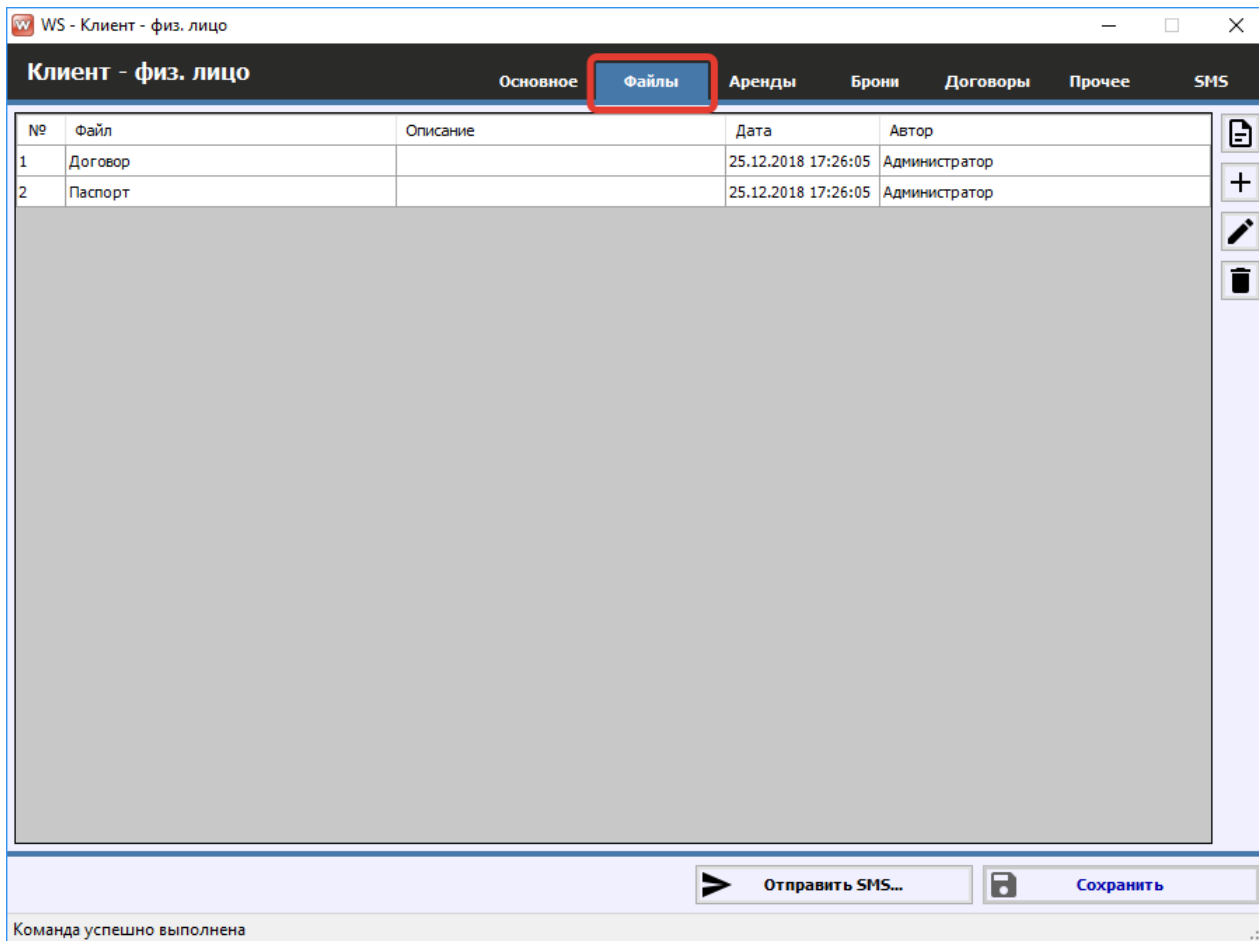 WS - Клиент - физ. лицо
Клиент - физ. лицо Основное Файлы Аренды Брони Договоры Прочее SMS
№ Файл Описание Дата Автор
1 Договор 25.12.2018 17:26:05 Администратор
2 Паспорт 25.12.2018 17:26:05 Администратор
Отправить SMS... Сохранить
Команда успешно выполнена